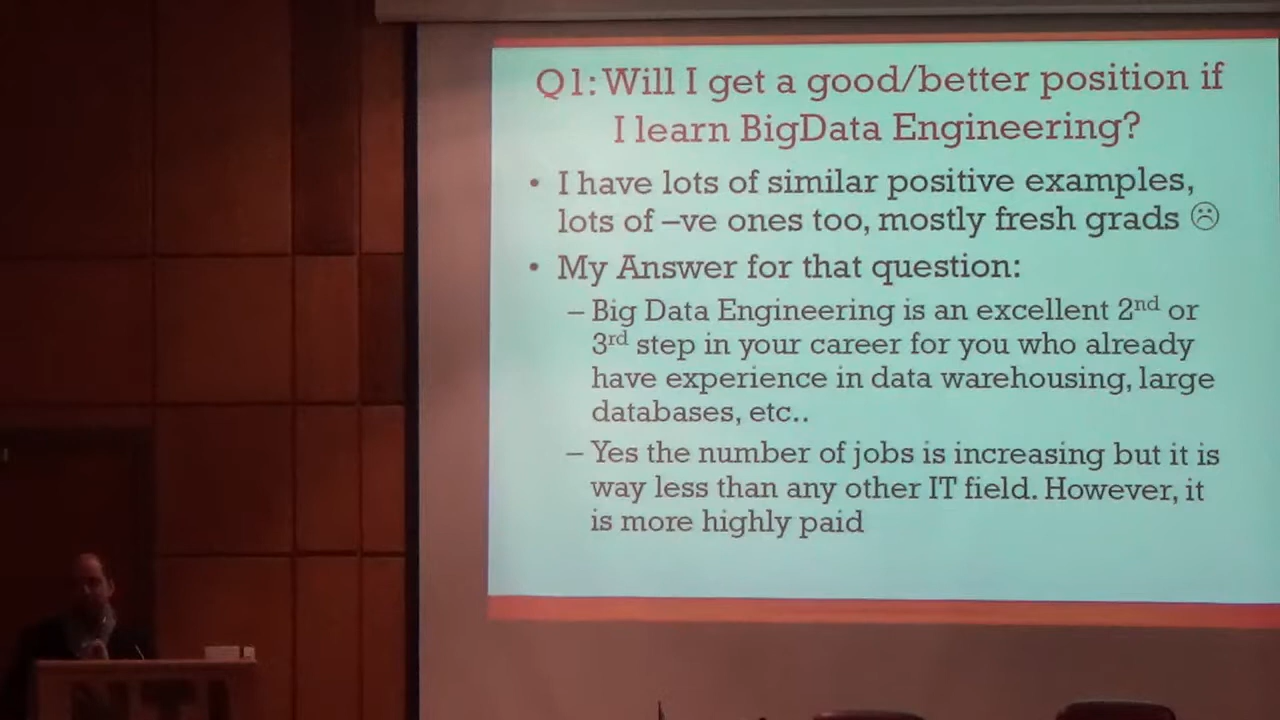 Q1: Will I get a good/better position if
I learn BigData Engineering?
• I have lots of similar positive examples,
lots of –ve ones too, mostly fresh grads ☹
• My Answer for that question:
– Big Data Engineering is an excellent 2nd or
3rd step in your career for you who already
have experience in data warehousing, large
databases, etc..
– Yes the number of jobs is increasing but it is
way less than any other IT field. However, it
is more highly paid